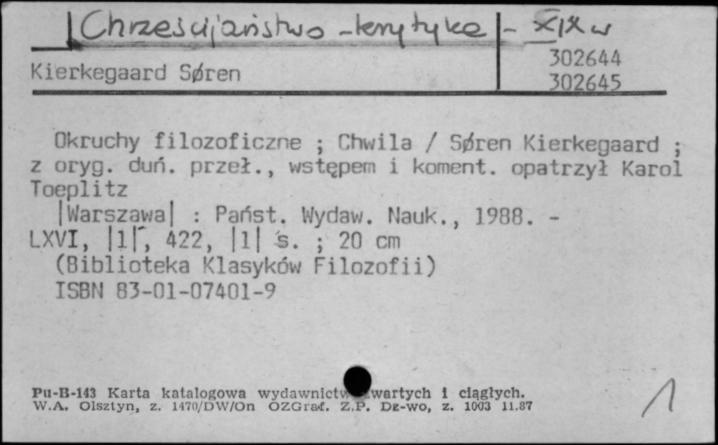 Chrześcijaństwo - krytyka - XIX w
302644
Kierkegaard Søren
302645
Okruchy filozoficzne ; Chwila / Søren Kierkegaard ;
z oryg. duń. przeł., wstępem i koment. opatrzył Karol
Toeplitz
|Warszawa| : Państ. Wydaw. Nauk., 1988. -
LXVI, |1|, 422, |1| s. ; 20 cm
(Biblioteka Klasyków Filozofii)
ISBN 83-01-07401-9
Pu-B-143 Karta katalogowa wydawnictw zwartych i ciągłych.
W.A. Olsztyn, z. 1470/DW/On OZGraf. Z.P. Dz-wo, z. 1003 11.87
1